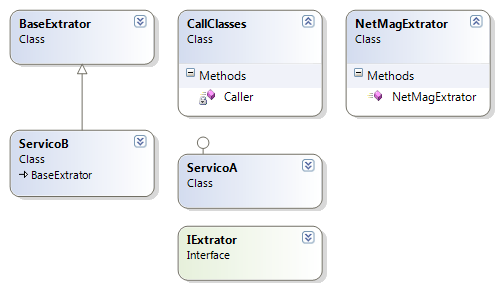 BaseExtrator
Class
ServicoB
Class
BaseExtrator
CallClasses
Class
Methods
Caller
ServicoA
Class
IExtrator
Interface
NetMagExtrator
Class
Methods
NetMagExtrator